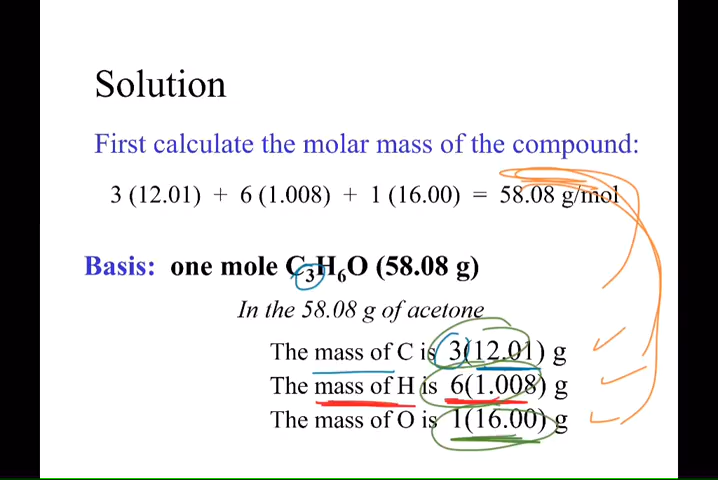 Solution
First calculate the molar mass of the compound:
3 (12.01) + 6 (1.008) + 1 (16.00) = 58.08 g/mol
Basis: one mole C₃H₆O (58.08 g)
In the 58.08 g of acetone
The mass of C is 3(12.01) g
The mass of H is 6(1.008) g
The mass of O is 1(16.00) g